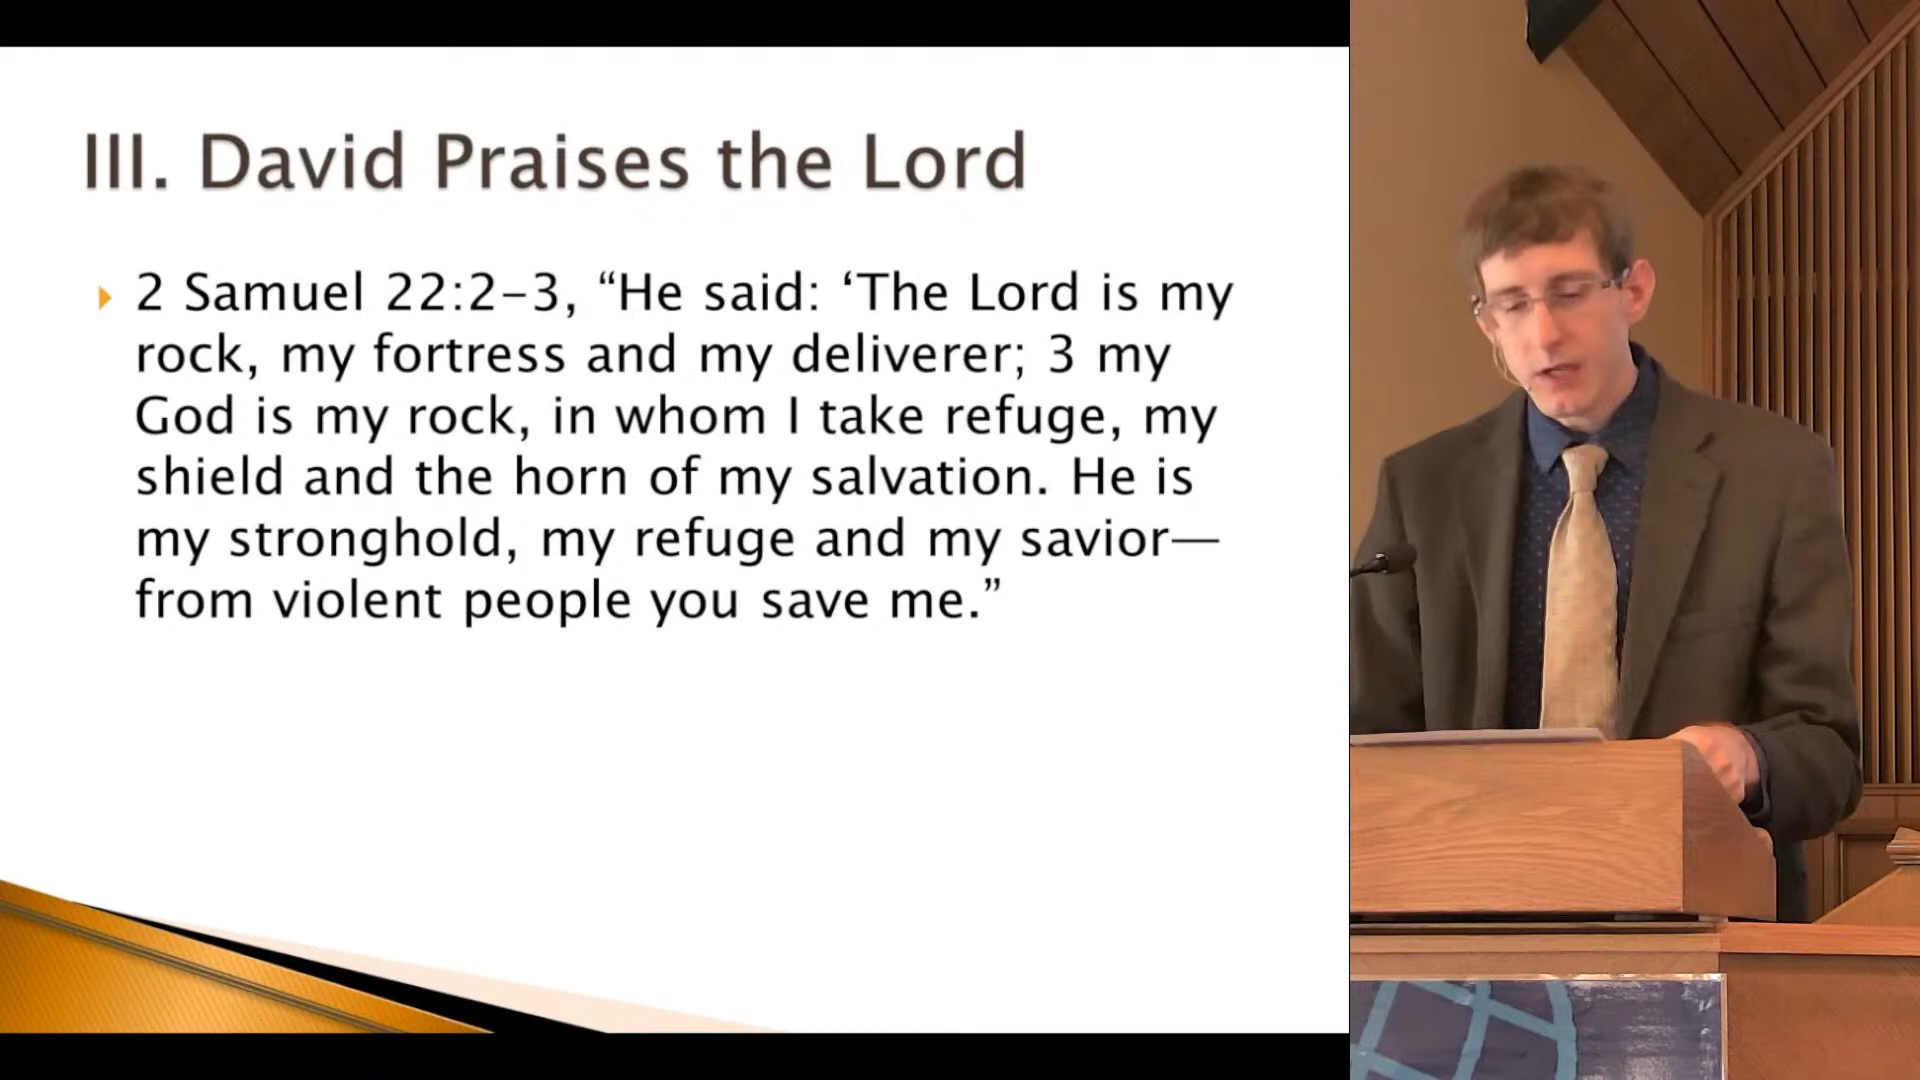 III. David Praises the Lord
2 Samuel 22:2–3, “He said: ‘The Lord is my
rock, my fortress and my deliverer; 3 my
God is my rock, in whom I take refuge, my
shield and the horn of my salvation. He is
my stronghold, my refuge and my savior—
from violent people you save me.”